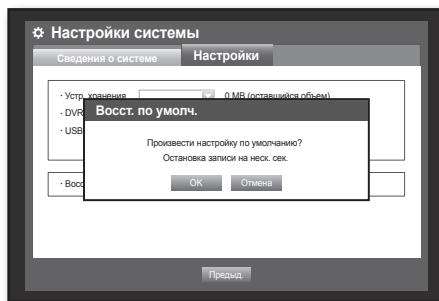 Настройки системы
Сведения о системе Настройки
· Устр. хранения 0 MB (оставшийся объем)
· DVR
· USB
Восст. по умолч.
Произвести настройку по умолчанию?
Остановка записи на неск. сек.
OK Отмена
· Восс
Предыд.